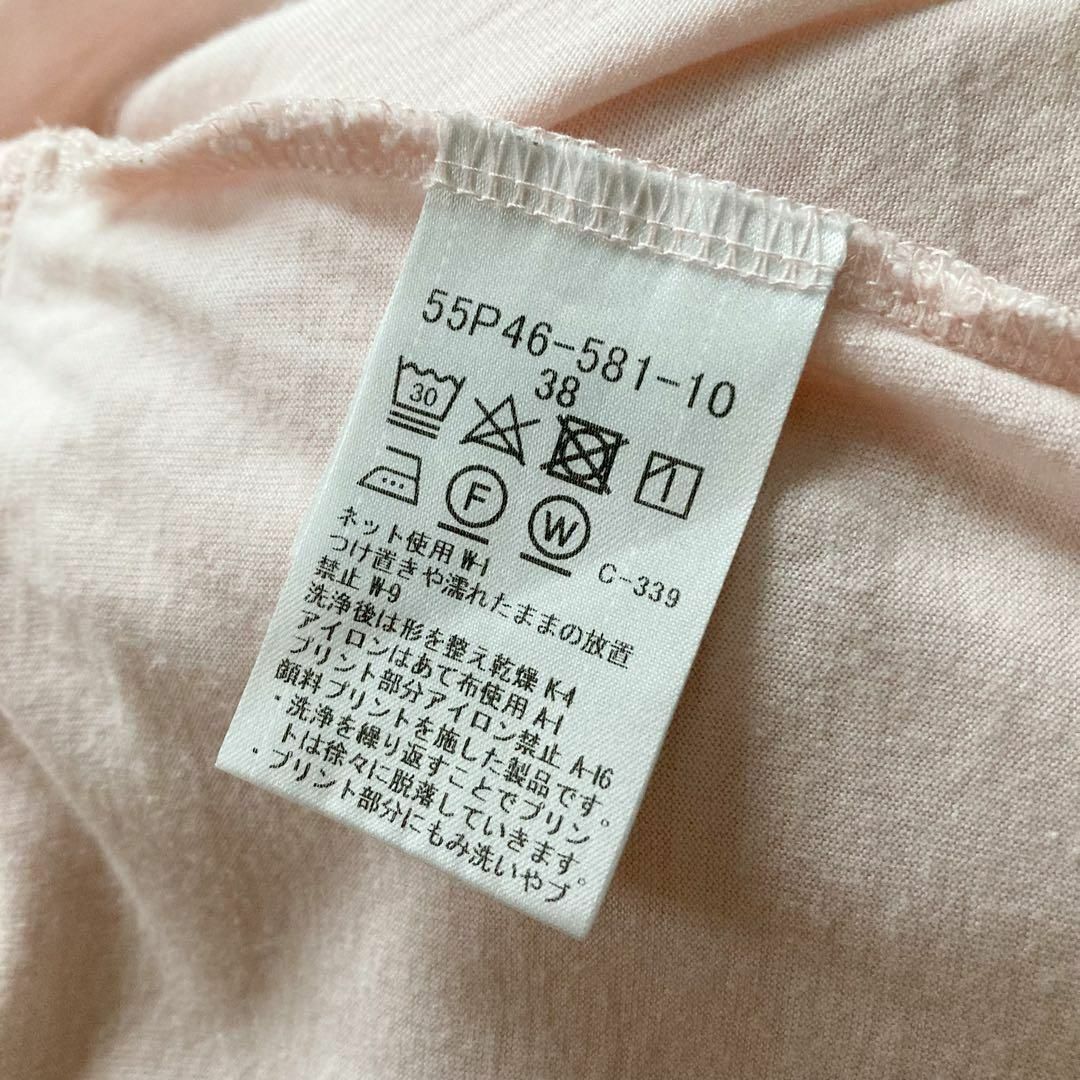 55P46-581-10
38
30
F W
C-339
ネット使用 W-1
つけ置きや濡れたままの放置
禁止 W-9
洗浄後は形を整え乾燥 K-4
アイロンはあて布使用 A-1
プリント部分アイロン禁止 A-16
顔料プリントを施した製品です。
・洗浄を繰り返すことでプリン
トは徐々に脱落していきます。
・プリント部分にもみ洗いやブ